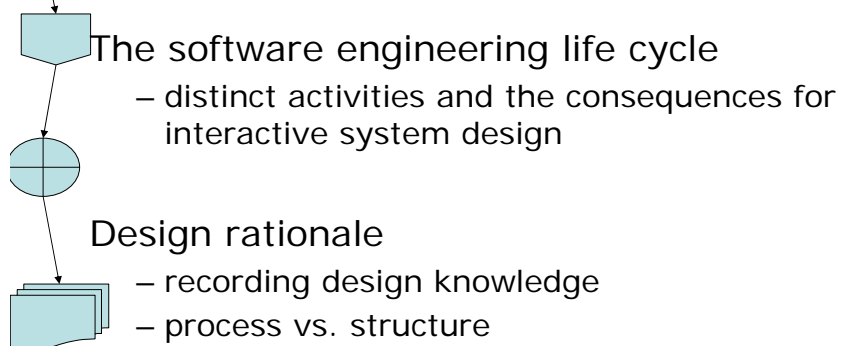 The software engineering life cycle
– distinct activities and the consequences for
interactive system design
Design rationale
– recording design knowledge
– process vs. structure